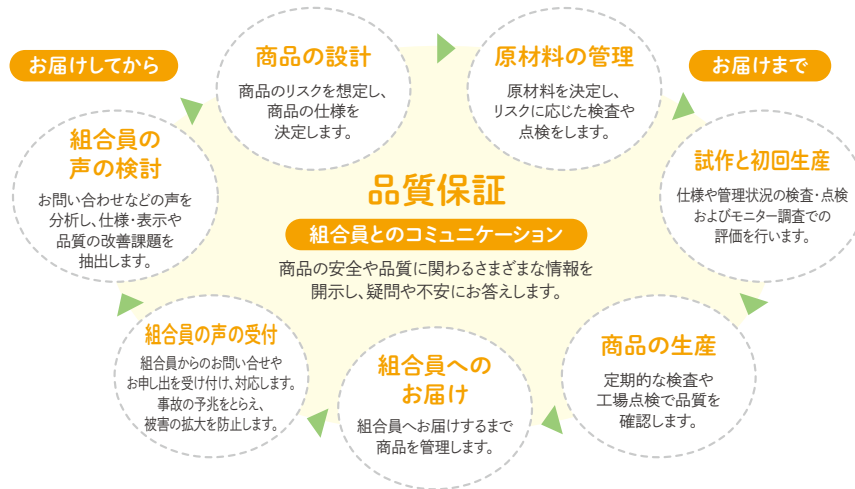 お届けしてから
商品の設計
商品のリスクを想定し、
商品の仕様を
決定します。
原材料の管理
原材料を決定し、
リスクに応じた検査や
点検をします。
お届けまで
試作と初回生産
仕様や管理状況の検査・点検
およびモニター調査での
評価を行います。
商品の生産
定期的な検査や
工場点検で品質を
確認します。
組合員への
お届け
組合員へお届けするまで
商品を管理します。
組合員の声の受付
組合員からのお問い合せや
お申し出を受け付け、対応します。
事故の予兆をとらえ、
被害の拡大を防止します。
組合員の
声の検討
お問い合わせなどの声を
分析し、仕様・表示や
品質の改善課題を
抽出します。
品質保証
組合員とのコミュニケーション
商品の安全や品質に関わるさまざまな情報を
開示し、疑問や不安にお答えします。